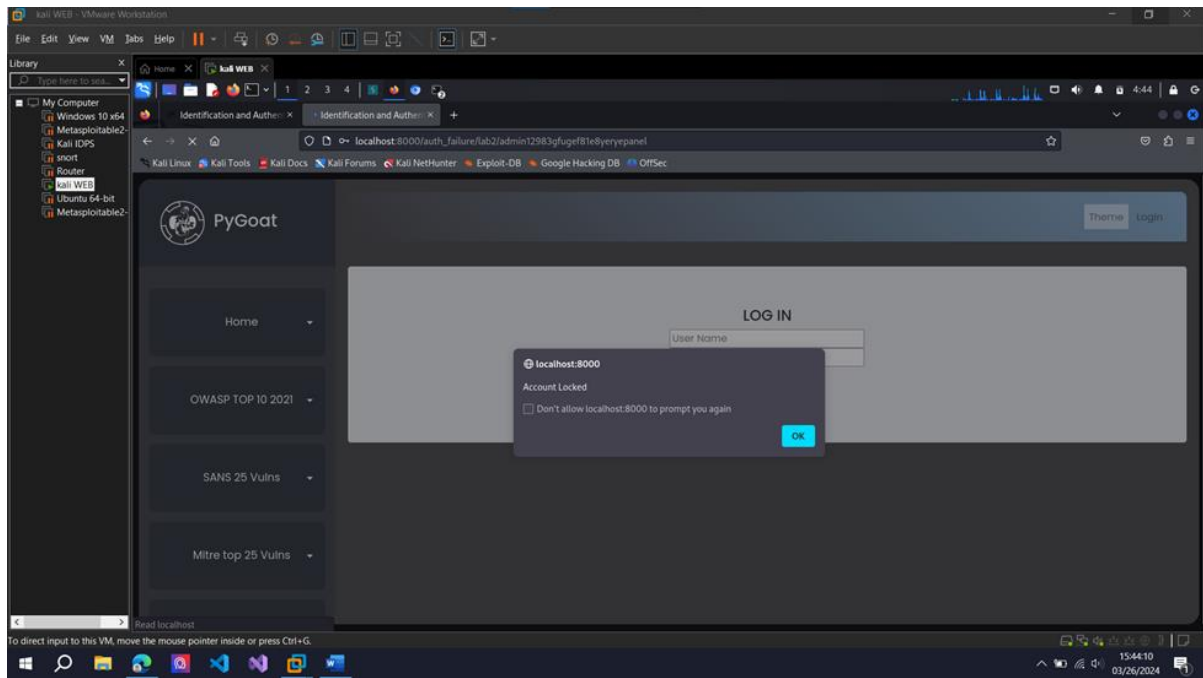 kali WEB - VMware Workstation
File Edit View VM Tabs Help
Library
Type here to sea...
My Computer
Windows 10 x64
Metasploitable2-
Kali IDPS
snort
Router
kali WEB
Ubuntu 64-bit
Metasploitable2-
Home kali WEB
1 2 3 4 4:44
Identification and Authen Identification and Authen
localhost:8000/auth_failure/lab2/admin12983gfugef81e8yeryepanel
Kali Linux Kali Tools Kali Docs Kali Forums Kali NetHunter Exploit-DB Google Hacking DB OffSec
PyGoat
Theme Login
Home
OWASP TOP 10 2021
SANS 25 Vulns
Mitre top 25 Vulns
LOG IN
User Name
localhost:8000
Account Locked
Don't allow localhost:8000 to prompt you again
OK
Read localhost
To direct input to this VM, move the mouse pointer inside or press Ctrl+G.
15:44:10
03/26/2024